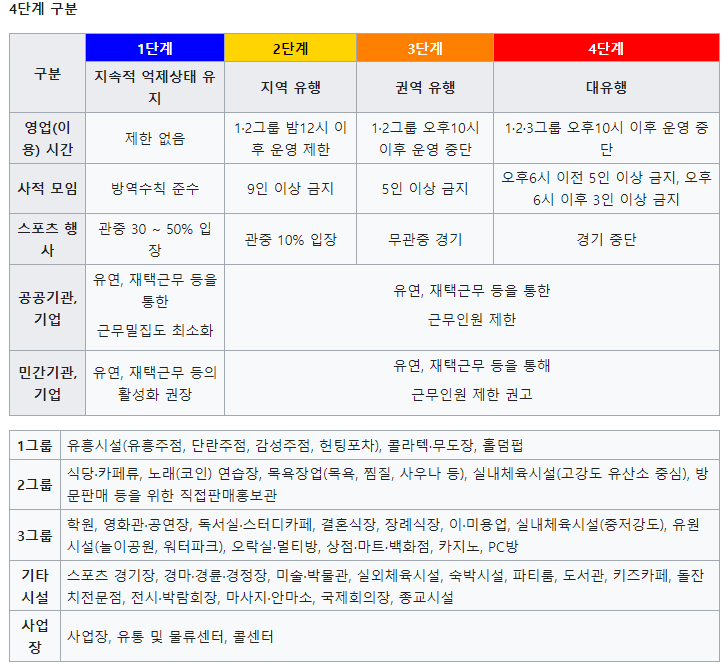 4단계 구분
구분
1단계
2단계
3단계
4단계
지속적 억제상태 유
지
지역 유행
권역 유행
대유행
영업(이
용) 시간
제한 없음
1·2그룹 밤12시 이
후 운영 제한
1·2그룹 오후10시
이후 운영 중단
1·2·3그룹 오후10시 이후 운영 중
단
사적 모임
방역수칙 준수
9인 이상 금지
5인 이상 금지
오후6시 이전 5인 이상 금지, 오후
6시 이후 3인 이상 금지
스포츠 행
사
관중 30 ~ 50% 입
장
관중 10% 입장
무관중 경기
경기 중단
공공기관,
기업
유연, 재택근무 등을
통한
근무밀집도 최소화
유연, 재택근무 등을 통한
근무인원 제한
민간기관,
기업
유연, 재택근무 등의
활성화 권장
유연, 재택근무 등을 통해
근무인원 제한 권고
1그룹
유흥시설(유흥주점, 단란주점, 감성주점, 헌팅포차), 콜라텍·무도장, 홀덤펍
2그룹
식당·카페류, 노래(코인) 연습장, 목욕장업(목욕, 찜질, 사우나 등), 실내체육시설(고강도 유산소 중심), 방
문판매 등을 위한 직접판매홍보관
3그룹
학원, 영화관·공연장, 독서실·스터디카페, 결혼식장, 장례식장, 이·미용업, 실내체육시설(중저강도), 유원
시설(놀이공원, 워터파크), 오락실·멀티방, 상점·마트·백화점, 카지노, PC방
기타
시설
스포츠 경기장, 경마·경륜·경정장, 미술·박물관, 실외체육시설, 숙박시설, 파티룸, 도서관, 키즈카페, 돌잔
치전문점, 전시·박람회장, 마사지·안마소, 국제회의장, 종교시설
사업
장
사업장, 유통 및 물류센터, 콜센터